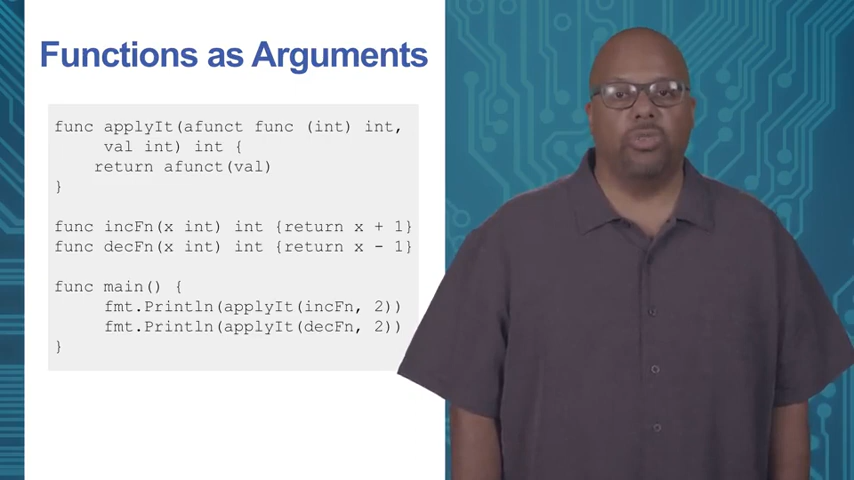 Functions as Arguments
func applyIt(afunct func (int) int,
val int) int {
return afunct(val)
}
func incFn(x int) int {return x + 1}
func decFn(x int) int {return x - 1}
func main() {
fmt.Println(applyIt(incFn, 2))
fmt.Println(applyIt(decFn, 2))
}